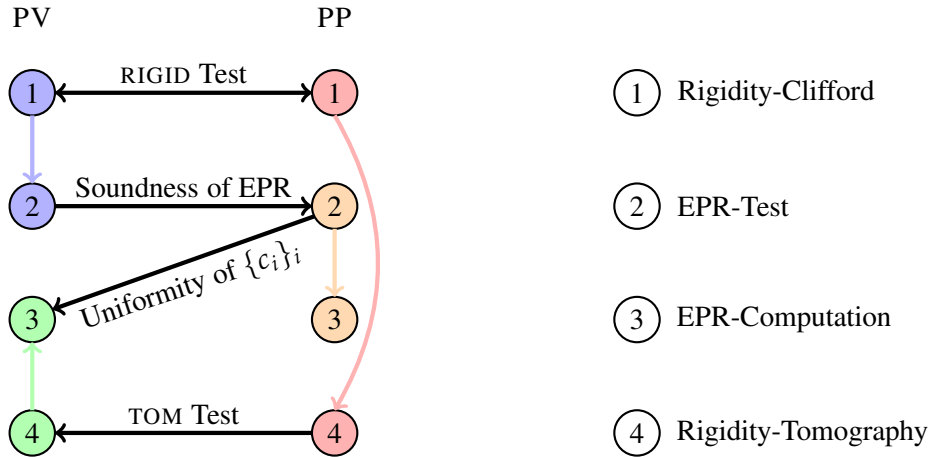 PV PP
1 RIGID Test 1 1 Rigidity-Clifford
2 Soundness of EPR 2 2 EPR-Test
Uniformity of {c_i}_i
3 3 3 EPR-Computation
4 TOM Test 4 4 Rigidity-Tomography